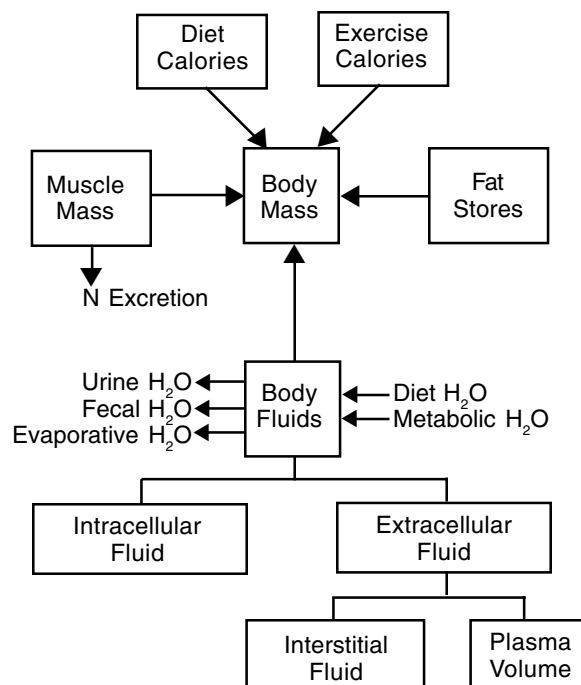 Diet
Calories
Exercise
Calories
Muscle
Mass
Body
Mass
Fat
Stores
N Excretion
Urine H₂O
Fecal H₂O
Evaporative H₂O
Body
Fluids
Diet H₂O
Metabolic H₂O
Intracellular
Fluid
Extracellular
Fluid
Interstitial
Fluid
Plasma
Volume